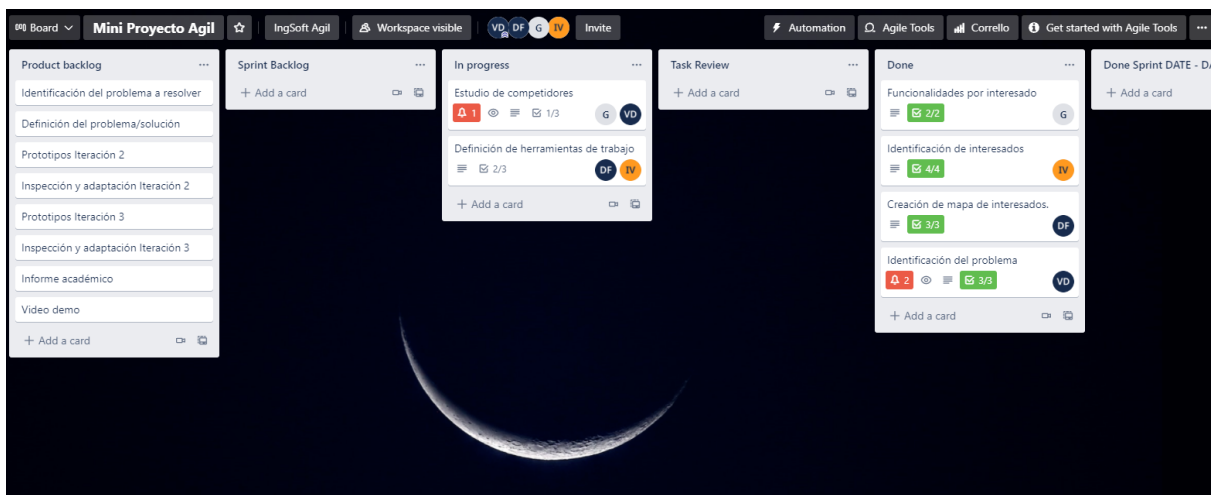 Board
Mini Proyecto Agil
IngSoft Agil
Workspace visible
VD DF G IV
Invite
Automation
Agile Tools
Corrello
Get started with Agile Tools
Product backlog
Identificación del problema a resolver
Definición del problema/solución
Prototipos Iteración 2
Inspección y adaptación Iteración 2
Prototipos Iteración 3
Inspección y adaptación Iteración 3
Informe académico
Video demo
+ Add a card
Sprint Backlog
+ Add a card
In progress
Estudio de competidores
1 1/3 G VD
Definición de herramientas de trabajo
2/3 DF IV
+ Add a card
Task Review
+ Add a card
Done
Funcionalidades por interesado
2/2 G
Identificación de interesados
4/4 IV
Creación de mapa de interesados.
3/3 DF
Identificación del problema
2 3/3 VD
+ Add a card
Done Sprint DATE - DA
+ Add a card